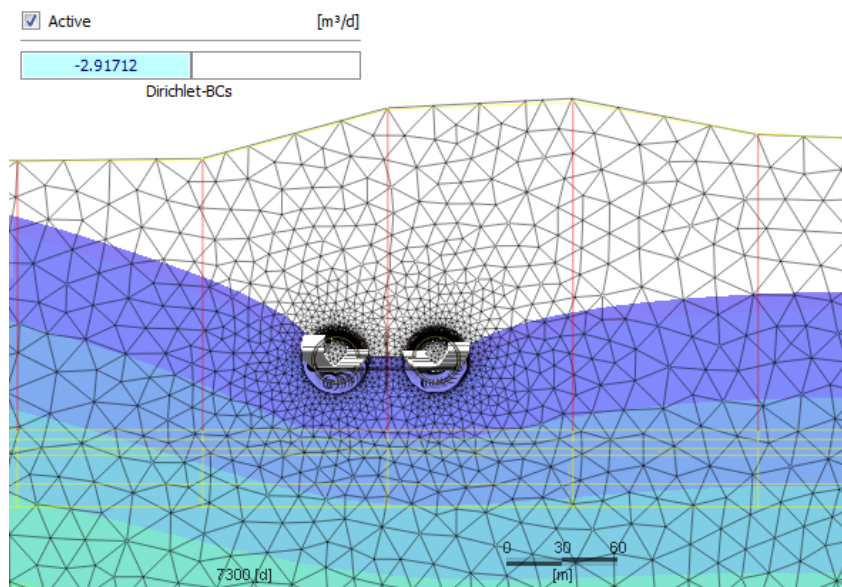 Active [m³/d]
-2.91712
Dirichlet-BCs
0 30 60
7300 [d] [m]